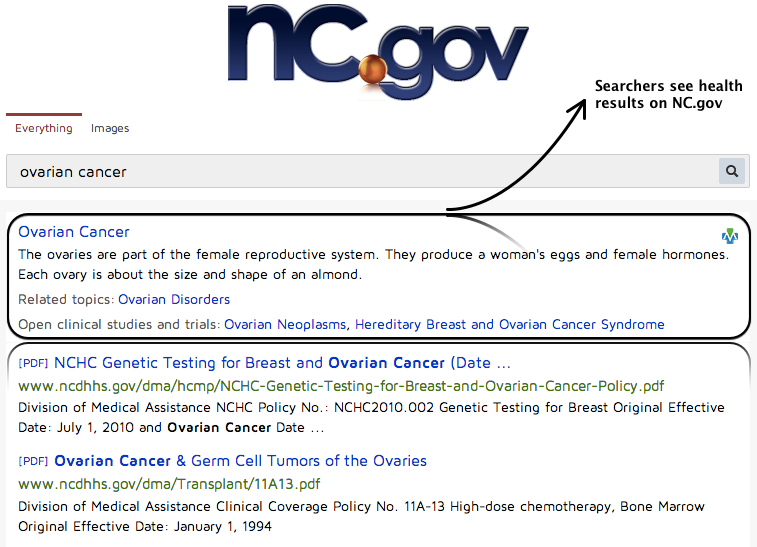 nc.gov
Searchers see health
results on NC.gov
Everything Images
ovarian cancer
Ovarian Cancer
The ovaries are part of the female reproductive system. They produce a woman's eggs and female hormones.
Each ovary is about the size and shape of an almond.
Related topics: Ovarian Disorders
Open clinical studies and trials: Ovarian Neoplasms, Hereditary Breast and Ovarian Cancer Syndrome
[PDF] NCHC Genetic Testing for Breast and Ovarian Cancer (Date ...
www.ncdhhs.gov/dma/hcmp/NCHC-Genetic-Testing-for-Breast-and-Ovarian-Cancer-Policy.pdf
Division of Medical Assistance NCHC Policy No.: NCHC2010.002 Genetic Testing for Breast Original Effective
Date: July 1, 2010 and Ovarian Cancer Date ...
[PDF] Ovarian Cancer & Germ Cell Tumors of the Ovaries
www.ncdhhs.gov/dma/Transplant/11A13.pdf
Division of Medical Assistance Clinical Coverage Policy No. 11A-13 High-dose chemotherapy, Bone Marrow
Original Effective Date: January 1, 1994